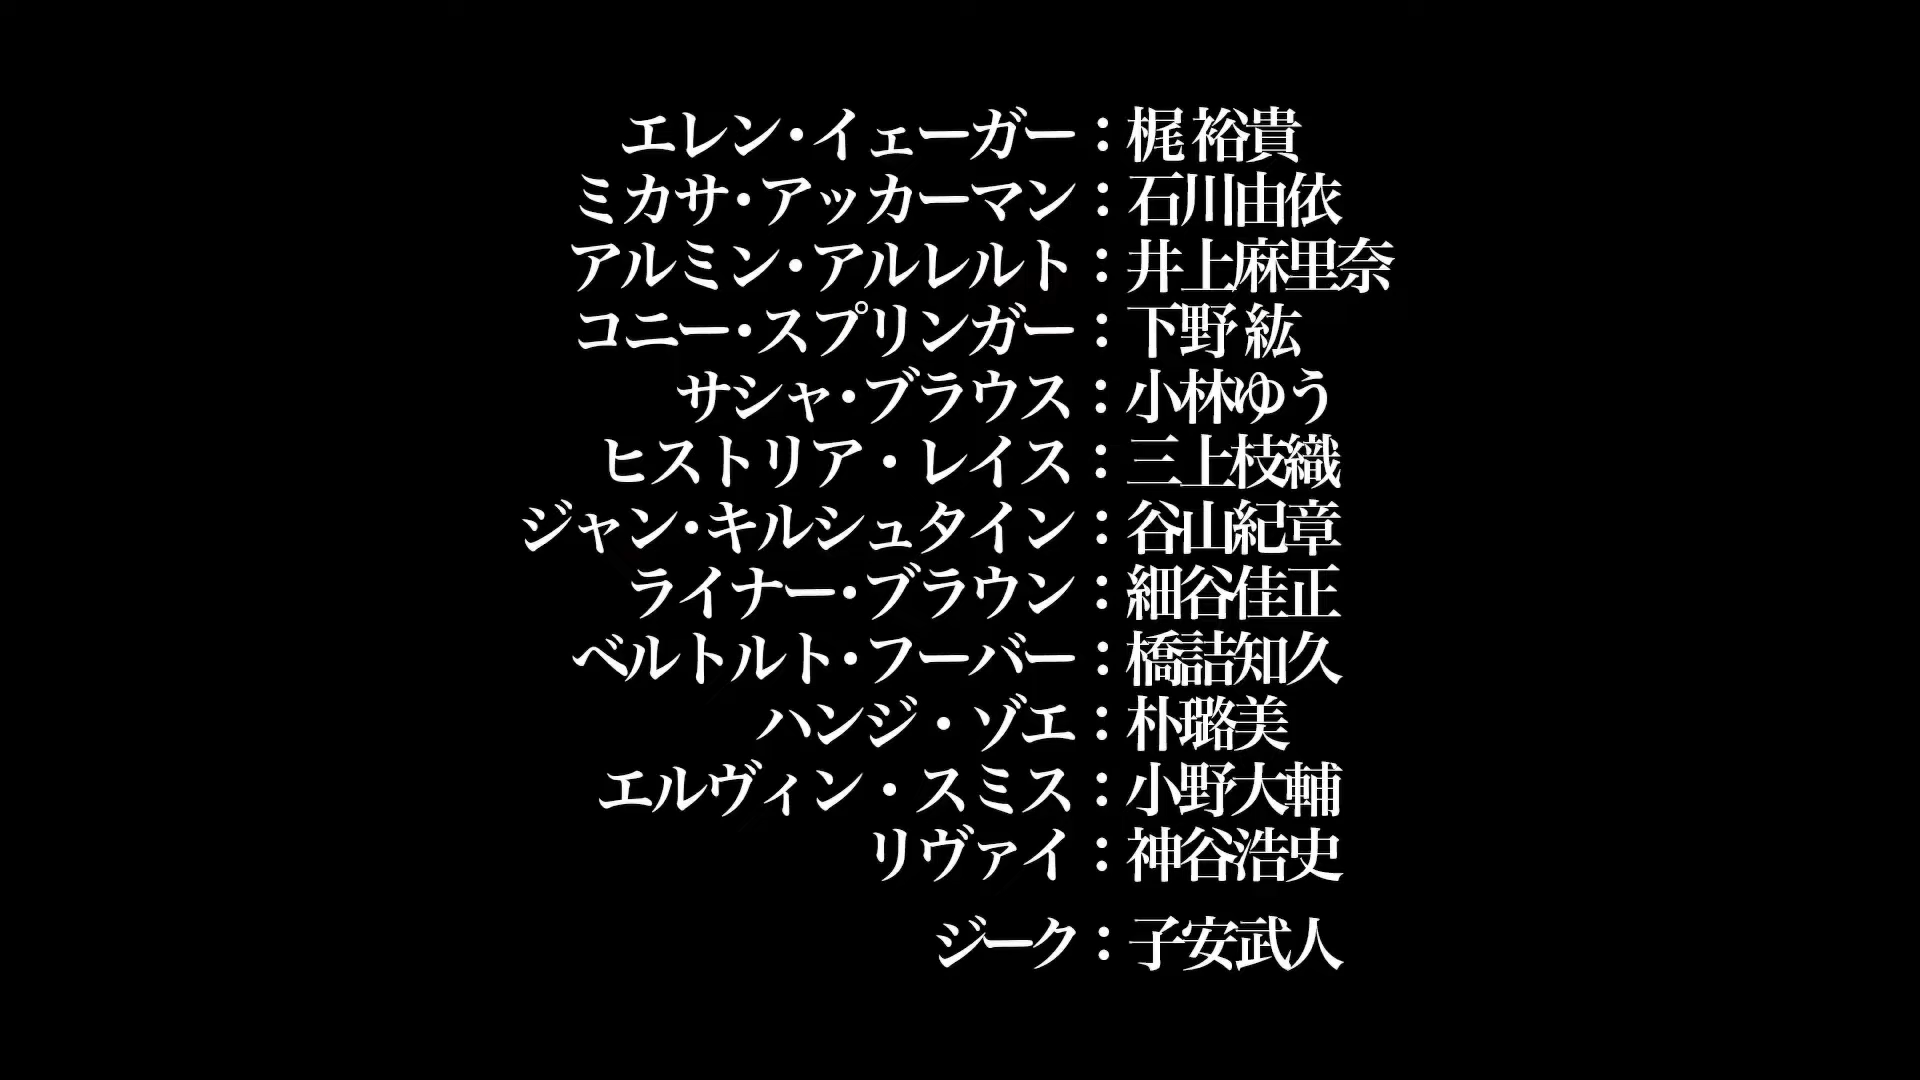 エレン・イェーガー：梶 裕貴
ミカサ・アッカーマン：石川由依
アルミン・アルレルト：井上麻里奈
コニー・スプリンガー：下野 紘
サシャ・ブラウス：小林ゆう
ヒストリア・レイス：三上枝織
ジャン・キルシュタイン：谷山紀章
ライナー・ブラウン：細谷佳正
ベルトルト・フーバー：橋詰知久
ハンジ・ゾエ：朴璐美
エルヴィン・スミス：小野大輔
リヴァイ：神谷浩史
ジーク：子安武人